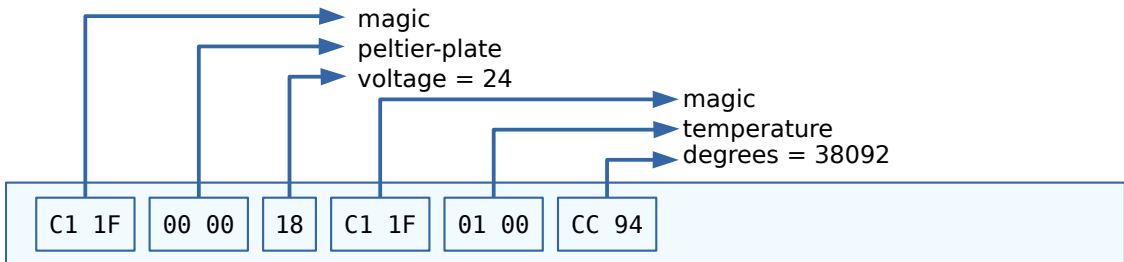 magic
peltier-plate
voltage = 24
magic
temperature
degrees = 38092
C1 1F 00 00 18 C1 1F 01 00 CC 94